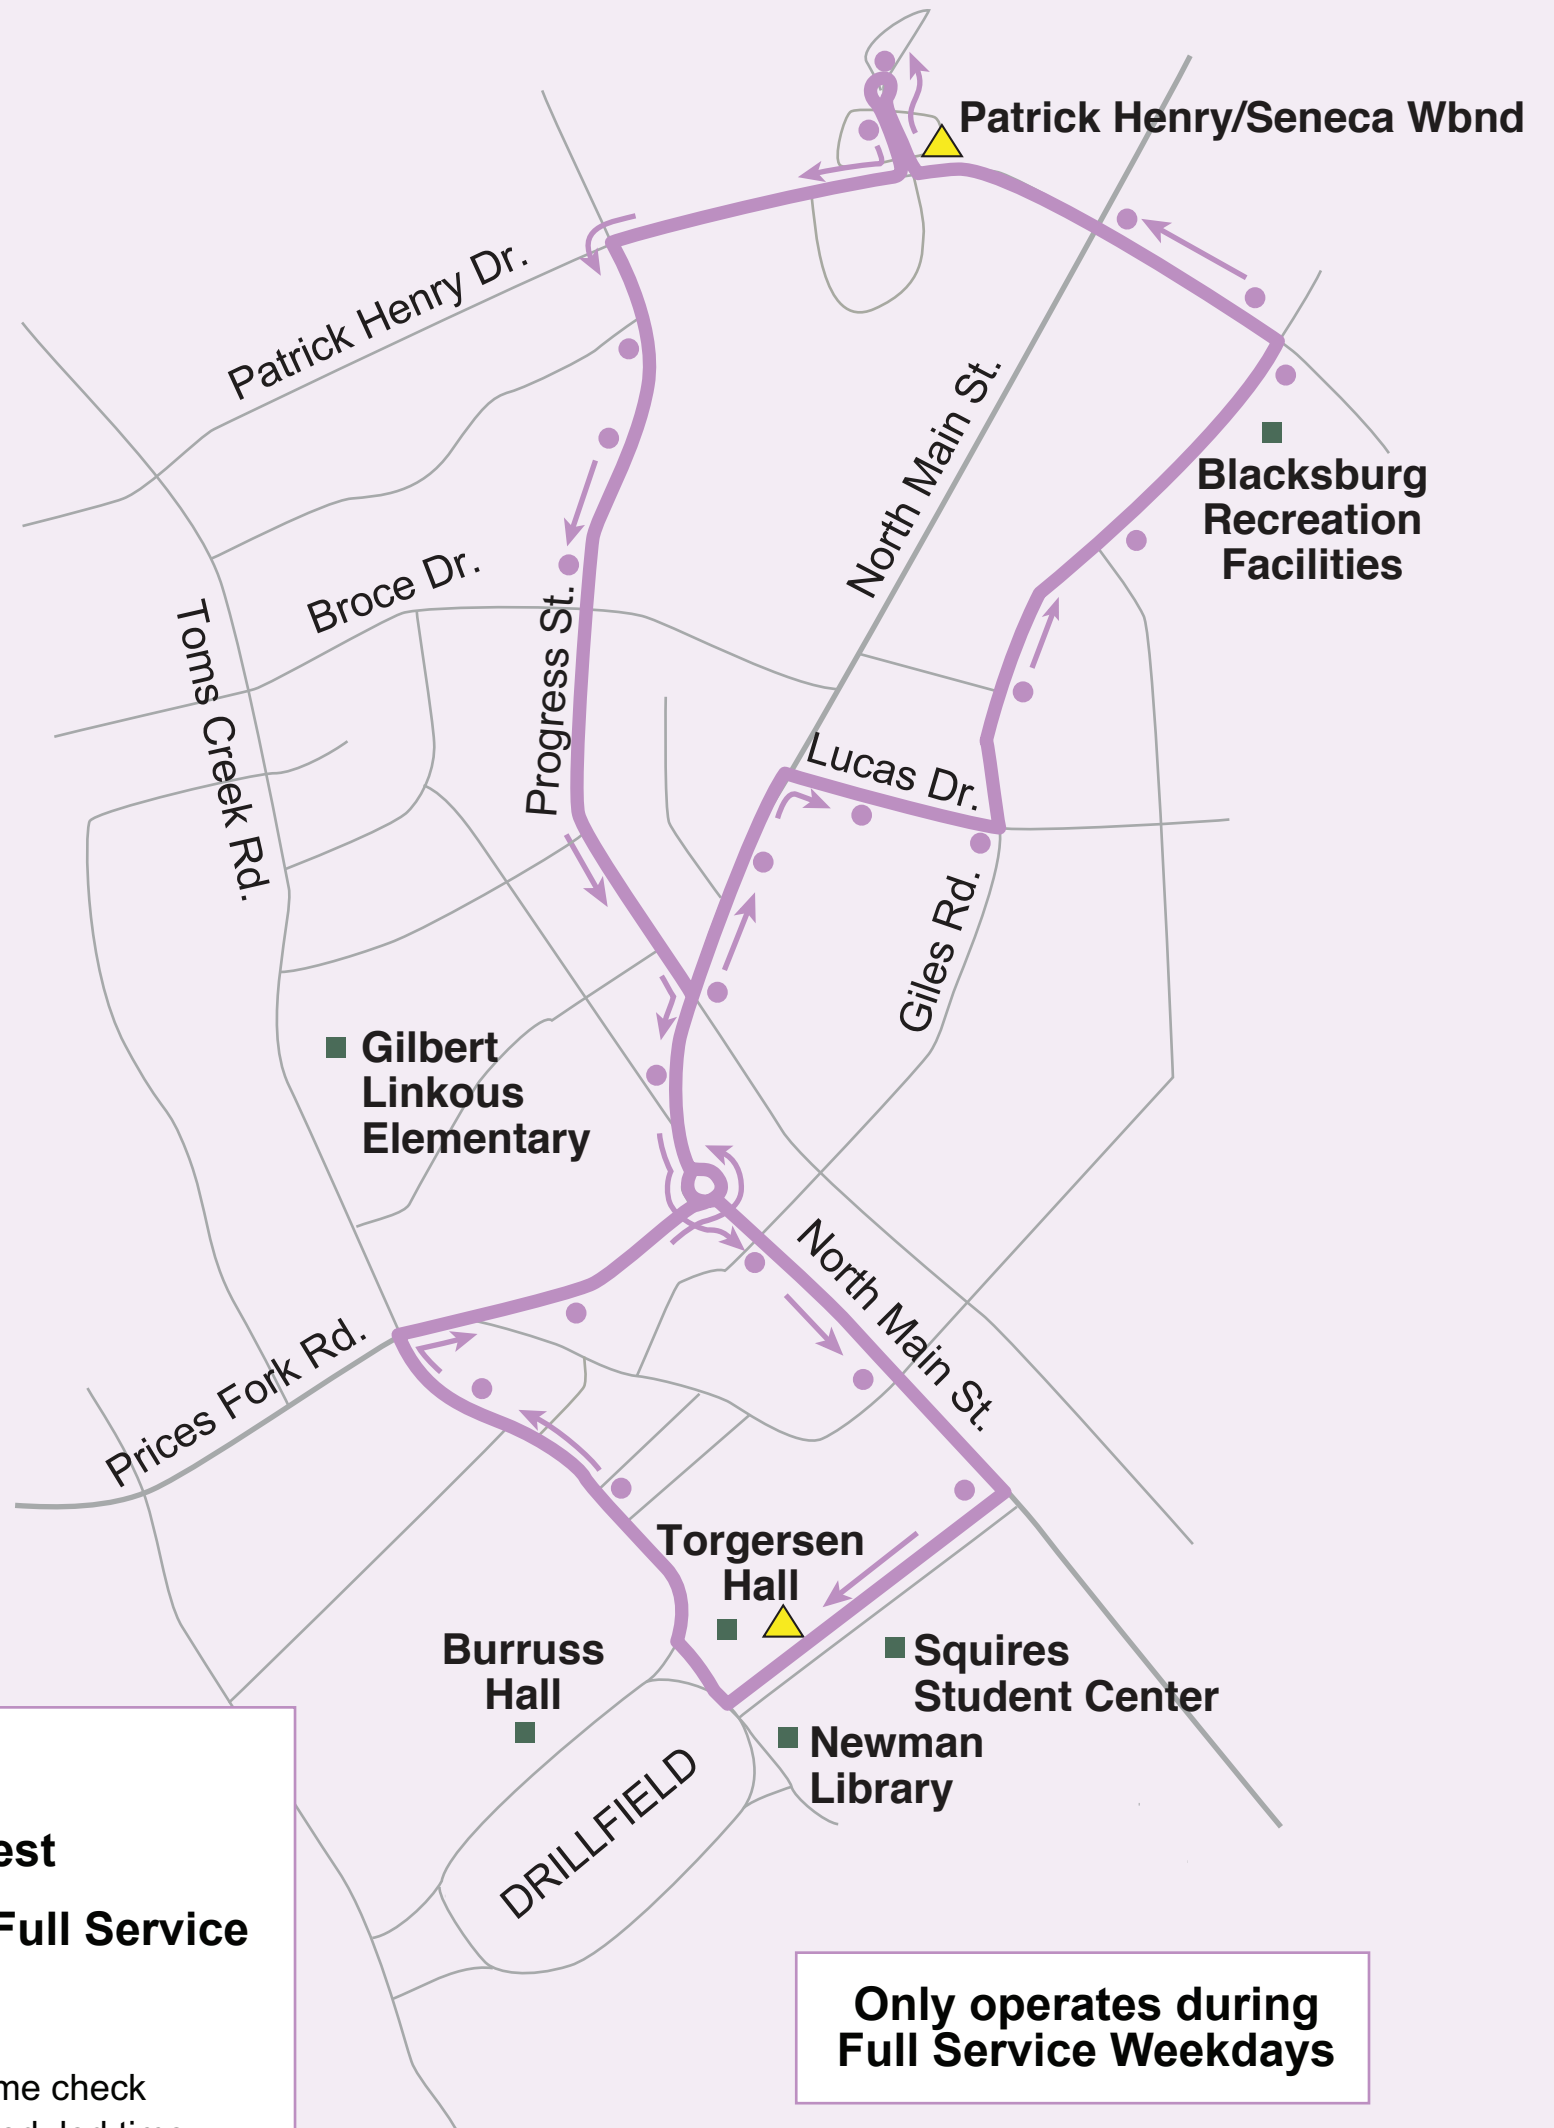 Patrick Henry/Seneca Wbnd
Patrick Henry Dr.
North Main St.
Blacksburg
Recreation
Facilities
Broce Dr.
Toms Creek Rd.
Progress St.
Lucas Dr.
Giles Rd.
Gilbert
Linkous
Elementary
North Main St.
Prices Fork Rd.
Torgersen
Hall
Burruss
Hall
Squires
Student Center
Newman
Library
DRILLFIELD
est
Full Service
Only operates during
Full Service Weekdays
me check